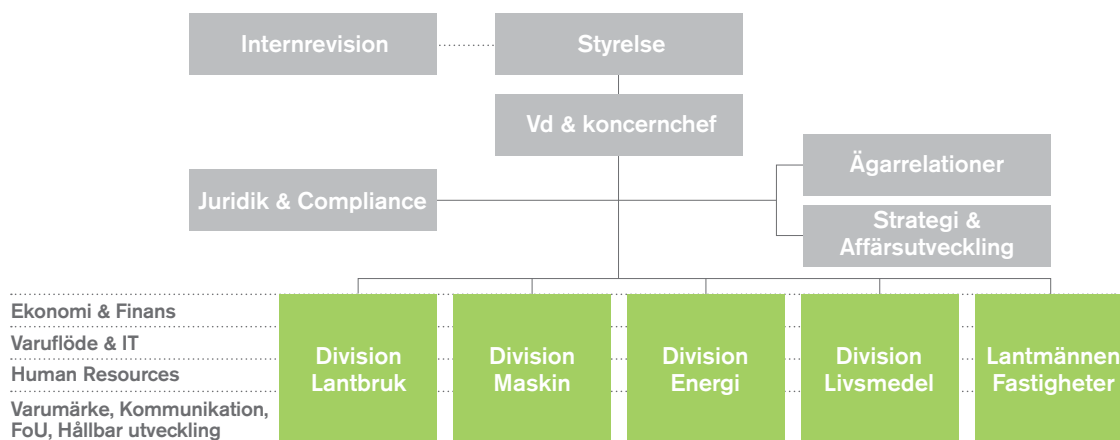 Internrevision
Styrelse
Vd & koncernchef
Ägarrelationer
Juridik & Compliance
Strategi &
Affärsutveckling
Ekonomi & Finans
Varuflöde & IT
Human Resources
Varumärke, Kommunikation,
FoU, Hållbar utveckling
Division
Lantbruk
Division
Maskin
Division
Energi
Division
Livsmedel
Lantmännen
Fastigheter